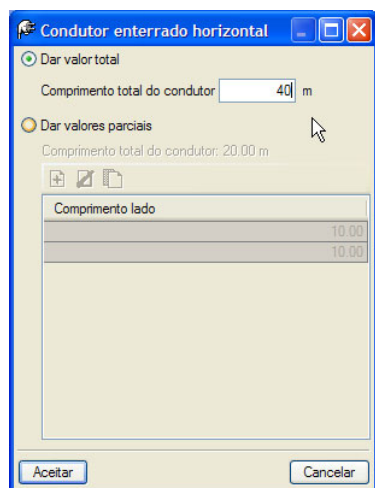 Condutor enterrado horizontal
Dar valor total
Comprimento total do condutor 40 m
Dar valores parciais
Comprimento total do condutor: 20.00 m
Comprimento lado
10.00
10.00
Aceitar Cancelar